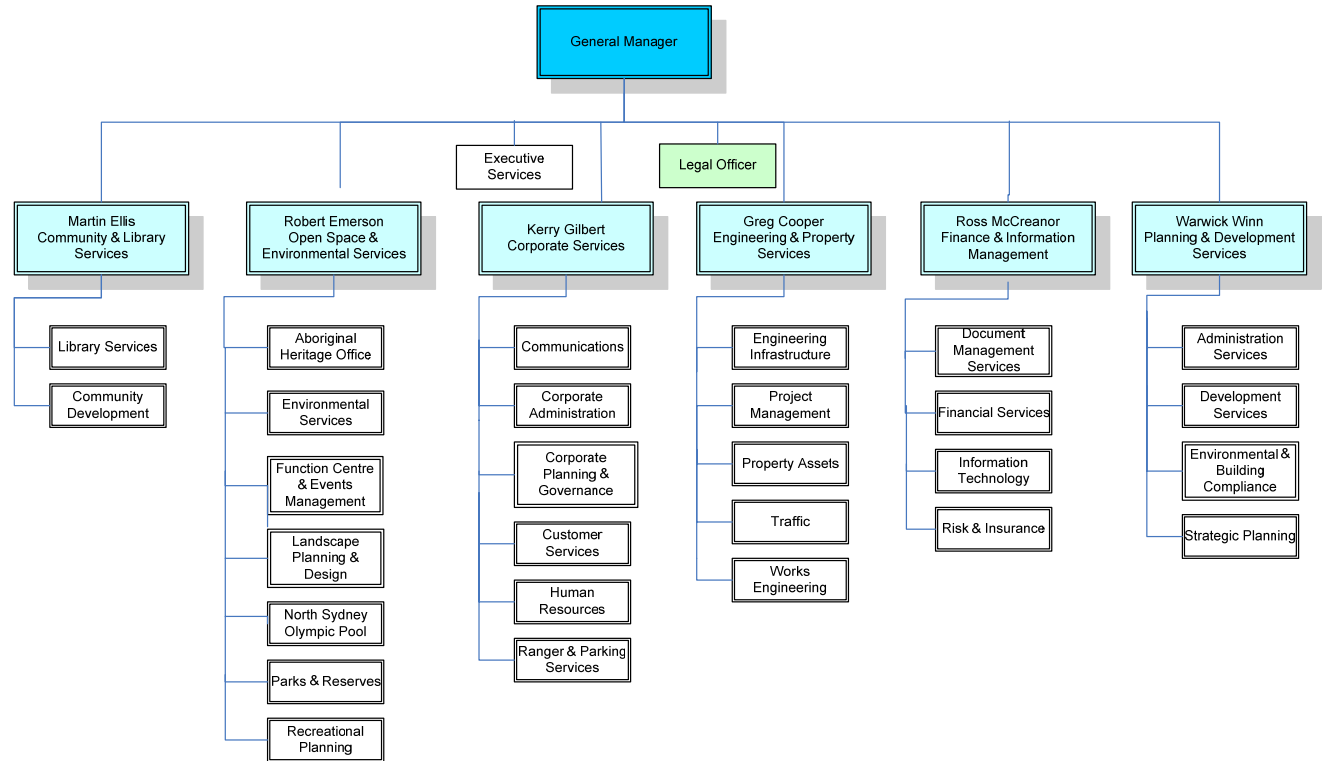 General Manager
Executive
Services
Legal Officer
Martin Ellis
Community & Library
Services
Robert Emerson
Open Space &
Environmental Services
Kerry Gilbert
Corporate Services
Greg Cooper
Engineering & Property
Services
Ross McCreanor
Finance & Information
Management
Warwick Winn
Planning & Development
Services
Library Services
Community
Development
Aboriginal
Heritage Office
Environmental
Services
Function Centre
& Events
Management
Landscape
Planning &
Design
North Sydney
Olympic Pool
Parks & Reserves
Recreational
Planning
Communications
Corporate
Administration
Corporate
Planning &
Governance
Customer
Services
Human
Resources
Ranger & Parking
Services
Engineering
Infrastructure
Project
Management
Property Assets
Traffic
Works
Engineering
Document
Management
Services
Financial Services
Information
Technology
Risk & Insurance
Administration
Services
Development
Services
Environmental &
Building
Compliance
Strategic Planning